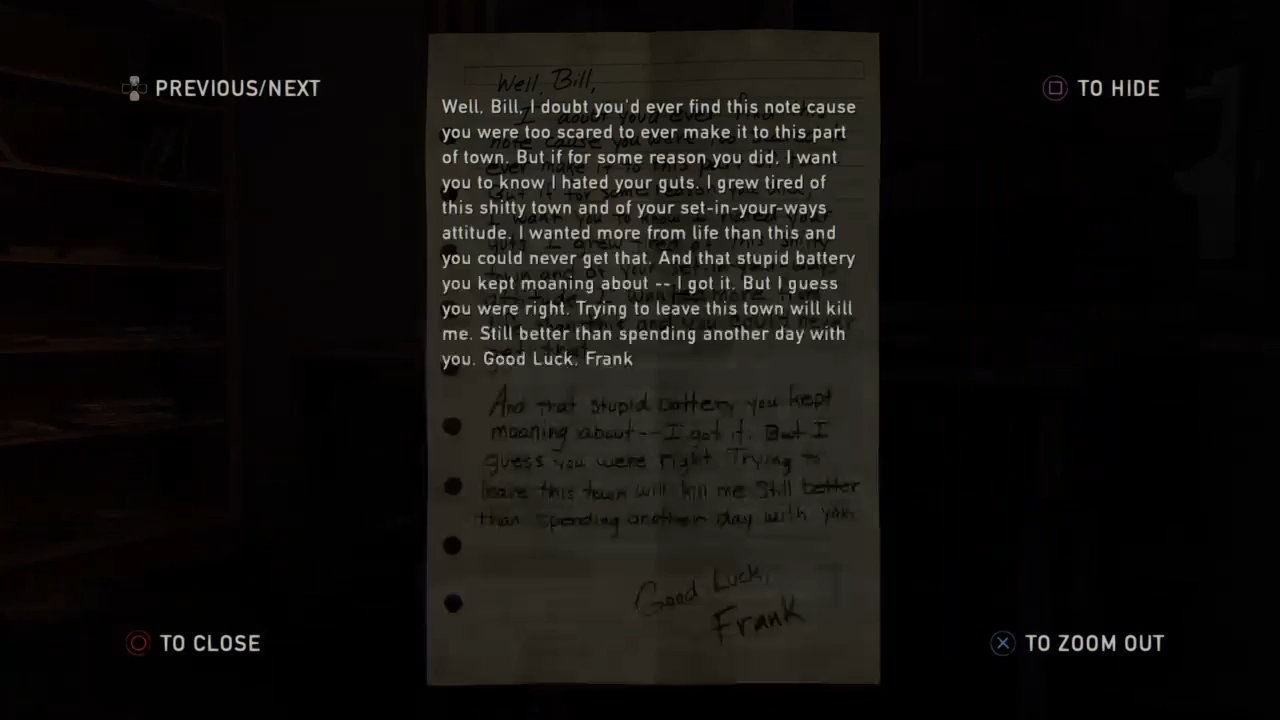 PREVIOUS/NEXT
TO HIDE
Well, Bill,
Well, Bill, I doubt you'd ever find this note cause
you were too scared to ever make it to this part
of town. But if for some reason you did, I want
you to know I hated your guts. I grew tired of
this shitty town and of your set-in-your-ways
attitude. I wanted more from life than this and
you could never get that. And that stupid battery
you kept moaning about -- I got it. But I guess
you were right. Trying to leave this town will kill
me. Still better than spending another day with
you. Good Luck, Frank
And that stupid battery you kept
moaning about -- I got it. But I
guess you were right. Trying to
leave this town will kill me. Still better
than spending another day with you.
Good Luck,
Frank
TO CLOSE
TO ZOOM OUT